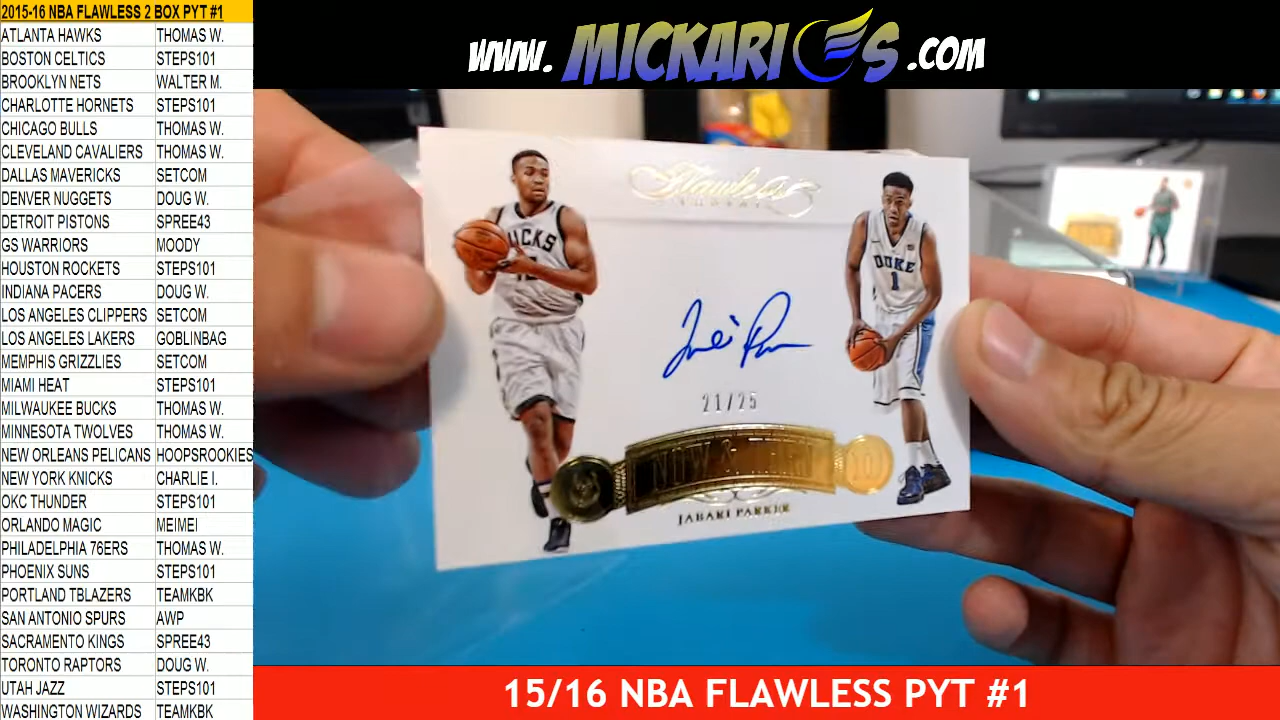 2015-16 NBA FLAWLESS 2 BOX PYT #1
ATLANTA HAWKS THOMAS W.
BOSTON CELTICS STEPS101
BROOKLYN NETS WALTER M.
CHARLOTTE HORNETS STEPS101
CHICAGO BULLS THOMAS W.
CLEVELAND CAVALIERS THOMAS W.
DALLAS MAVERICKS SETCOM
DENVER NUGGETS DOUG W.
DETROIT PISTONS SPREE43
GS WARRIORS MOODY
HOUSTON ROCKETS STEPS101
INDIANA PACERS DOUG W.
LOS ANGELES CLIPPERS SETCOM
LOS ANGELES LAKERS GOBLINBAG
MEMPHIS GRIZZLIES SETCOM
MIAMI HEAT STEPS101
MILWAUKEE BUCKS THOMAS W.
MINNESOTA TWOLVES THOMAS W.
NEW ORLEANS PELICANS HOOPSROOKIES
NEW YORK KNICKS CHARLIE I.
OKC THUNDER STEPS101
ORLANDO MAGIC MEIMEI
PHILADELPHIA 76ERS THOMAS W.
PHOENIX SUNS STEPS101
PORTLAND TBLAZERS TEAMKBK
SAN ANTONIO SPURS AWP
SACRAMENTO KINGS SPREE43
TORONTO RAPTORS DOUG W.
UTAH JAZZ STEPS101
WASHINGTON WIZARDS TEAMKBK
www.MICKARIOS.com
Flawless
UCKS
DUKE
1
21/25
NOW & THEN
JABARI PARKER
15/16 NBA FLAWLESS PYT #1